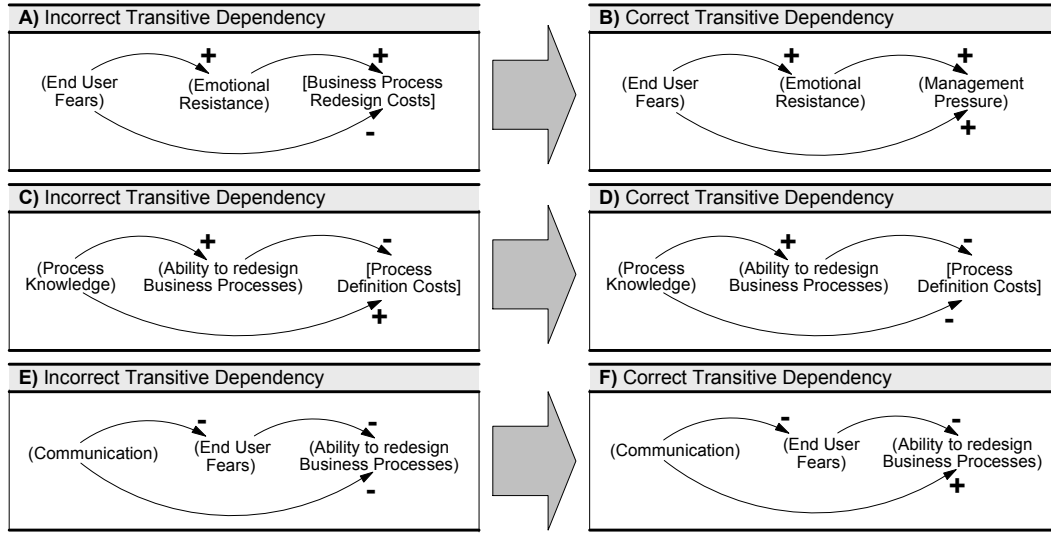 A) Incorrect Transitive Dependency
+
+
(End User
Fears)
(Emotional
Resistance)
[Business Process
Redesign Costs]
-
B) Correct Transitive Dependency
+
+
(End User
Fears)
(Emotional
Resistance)
(Management
Pressure)
+
C) Incorrect Transitive Dependency
+
-
(Process
Knowledge)
(Ability to redesign
Business Processes)
[Process
Definition Costs]
+
D) Correct Transitive Dependency
+
-
(Process
Knowledge)
(Ability to redesign
Business Processes)
[Process
Definition Costs]
-
E) Incorrect Transitive Dependency
-
-
(Communication)
(End User
Fears)
(Ability to redesign
Business Processes)
-
F) Correct Transitive Dependency
-
-
(Communication)
(End User
Fears)
(Ability to redesign
Business Processes)
+